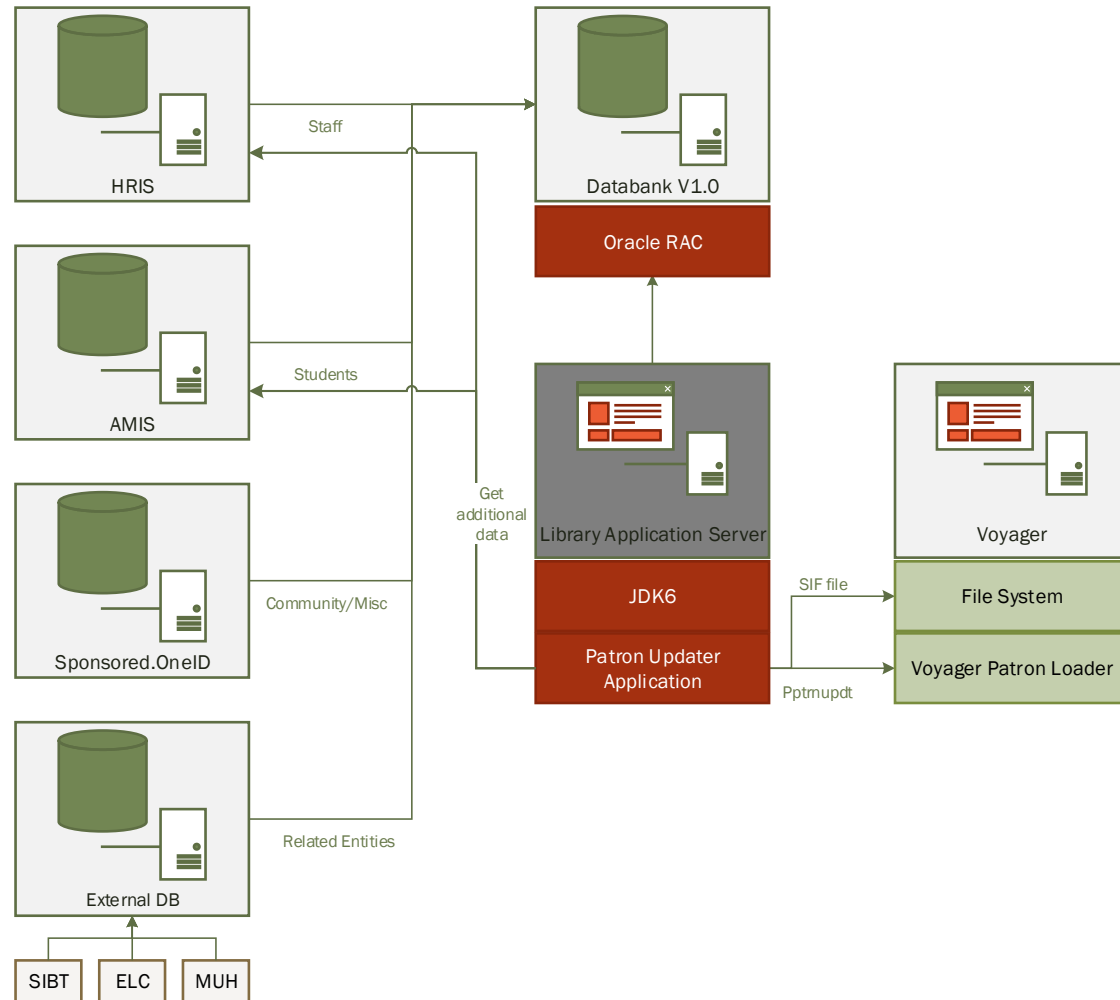 HRIS
Staff
Databank V1.0
Oracle RAC
AMIS
Students
Get
additional
data
Library Application Server
JDK6
Patron Updater
Application
Voyager
SIF file
File System
Pptrnupdt
Voyager Patron Loader
Sponsored.OneID
Community/Misc
External DB
Related Entities
SIBT
ELC
MUH